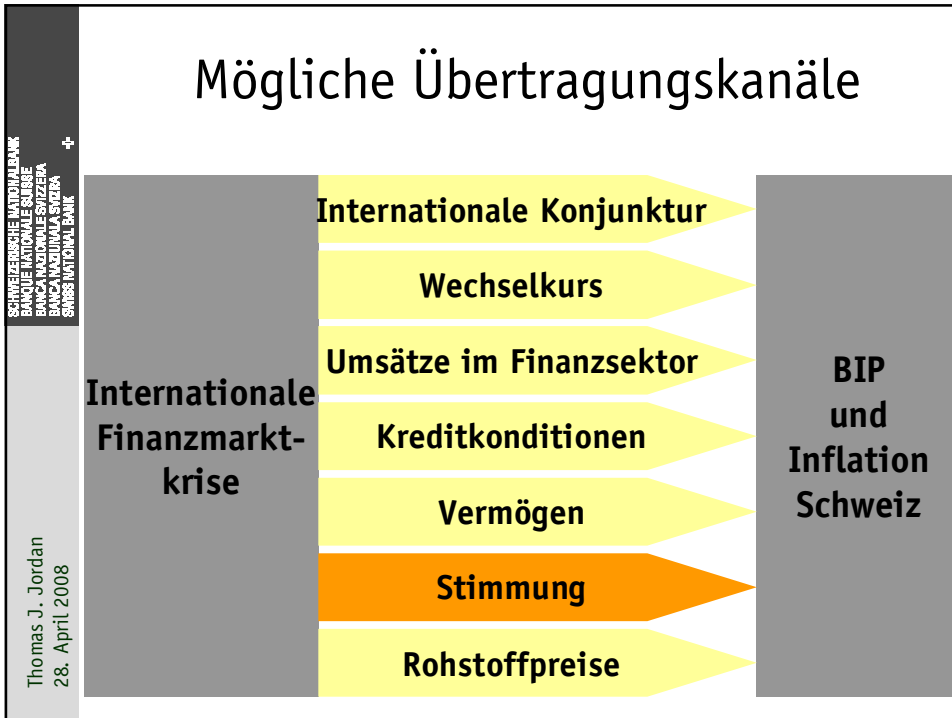 Mögliche Übertragungskanäle
SCHWEIZERISCHE NATIONALBANK
BANQUE NATIONALE SUISSE
BANCA NAZIONALE SVIZZERA
BANCA NAZIUNALA SVIZRA
SWISS NATIONAL BANK
Internationale
Finanzmarkt-
krise
Internationale Konjunktur
Wechselkurs
Umsätze im Finanzsektor
Kreditkonditionen
Vermögen
Stimmung
Rohstoffpreise
BIP
und
Inflation
Schweiz
Thomas J. Jordan
28. April 2008